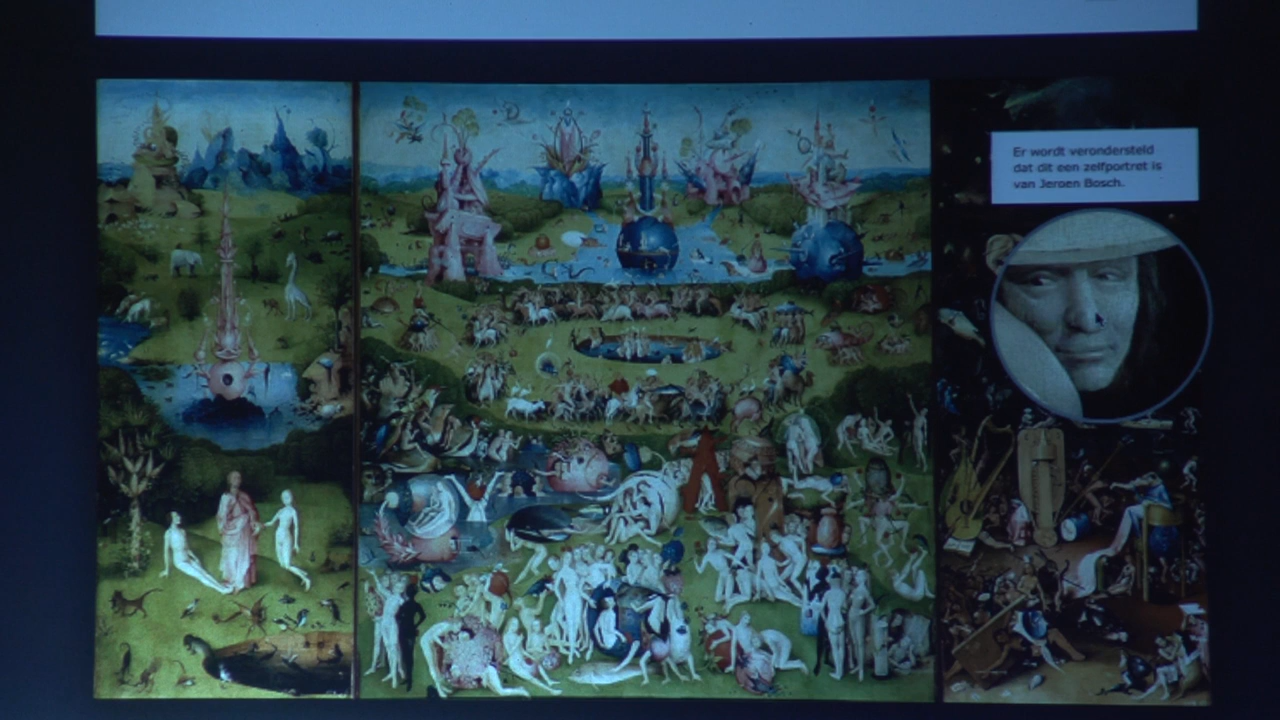 Er wordt verondersteld
dat dit een zelfportret is
van Jeroen Bosch.